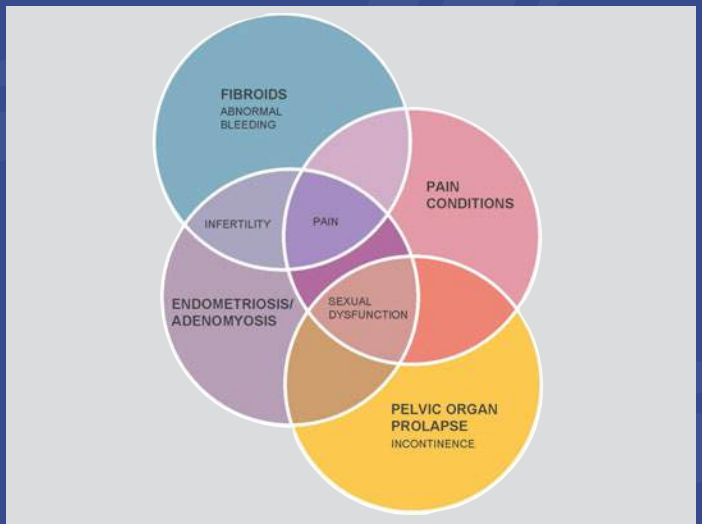 FIBROIDS
ABNORMAL
BLEEDING
PAIN
CONDITIONS
INFERTILITY
PAIN
ENDOMETRIOSIS/
ADENOMYOSIS
SEXUAL
DYSFUNCTION
PELVIC ORGAN
PROLAPSE
INCONTINENCE